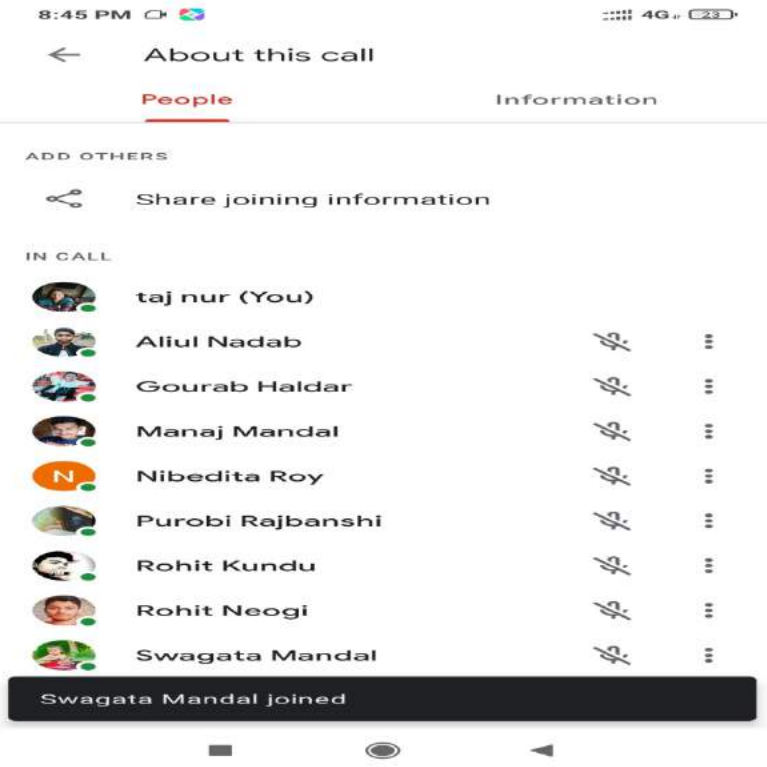 8:45 PM 4G 23
About this call
People Information
ADD OTHERS
Share joining information
IN CALL
taj nur (You)
Aliul Nadab
Gourab Haldar
Manaj Mandal
N Nibedita Roy
Purobi Rajbanshi
Rohit Kundu
Rohit Neogi
Swagata Mandal
Swagata Mandal joined